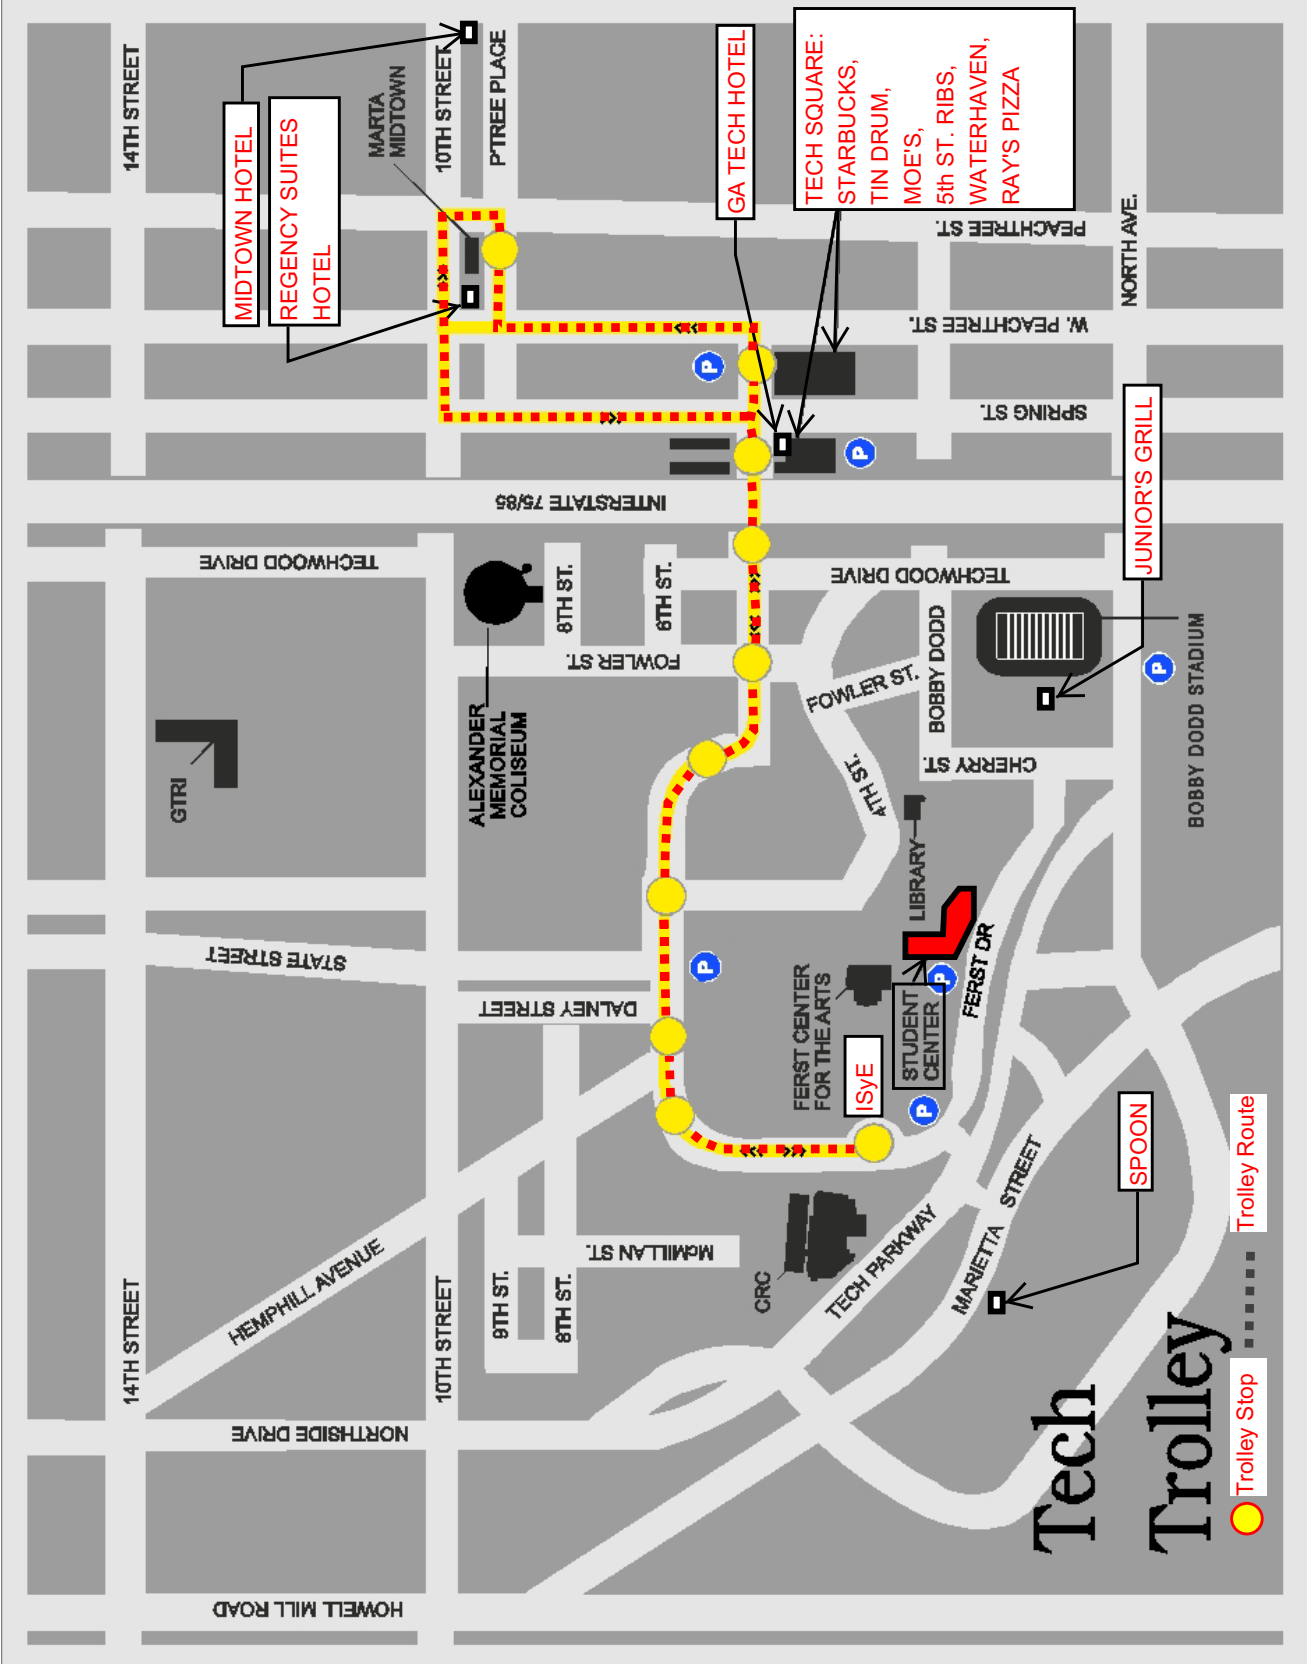 14TH STREET
14TH STREET
10TH STREET
10TH STREET
P'TREE PLACE
MARTA
MIDTOWN
MIDTOWN HOTEL
REGENCY SUITES
HOTEL
GA TECH HOTEL
TECH SQUARE:
STARBUCKS,
TIN DRUM,
MOE'S,
5th ST. RIBS,
WATERHAVEN,
RAY'S PIZZA
PEACHTREE ST.
W. PEACHTREE ST.
SPRING ST.
NORTH AVE.
INTERSTATE 75/85
TECHWOOD DRIVE
TECHWOOD DRIVE
8TH ST.
6TH ST.
FOWLER ST.
FOWLER ST.
BOBBY DODD
JUNIOR'S GRILL
BOBBY DODD STADIUM
ALEXANDER
MEMORIAL
COLISEUM
GTRI
CHERRY ST.
4TH ST.
LIBRARY
FERST DR
STATE STREET
DALNEY STREET
FERST CENTER
FOR THE ARTS
STUDENT
CENTER
ISyE
P
P
P
P
P
P
HEMPHILL AVENUE
9TH ST.
8TH ST.
McMILLAN ST.
CRC
TECH PARKWAY
MARIETTA STREET
SPOON
NORTHSIDE DRIVE
HOWELL MILL ROAD
Tech
Trolley
Trolley Stop
Trolley Route